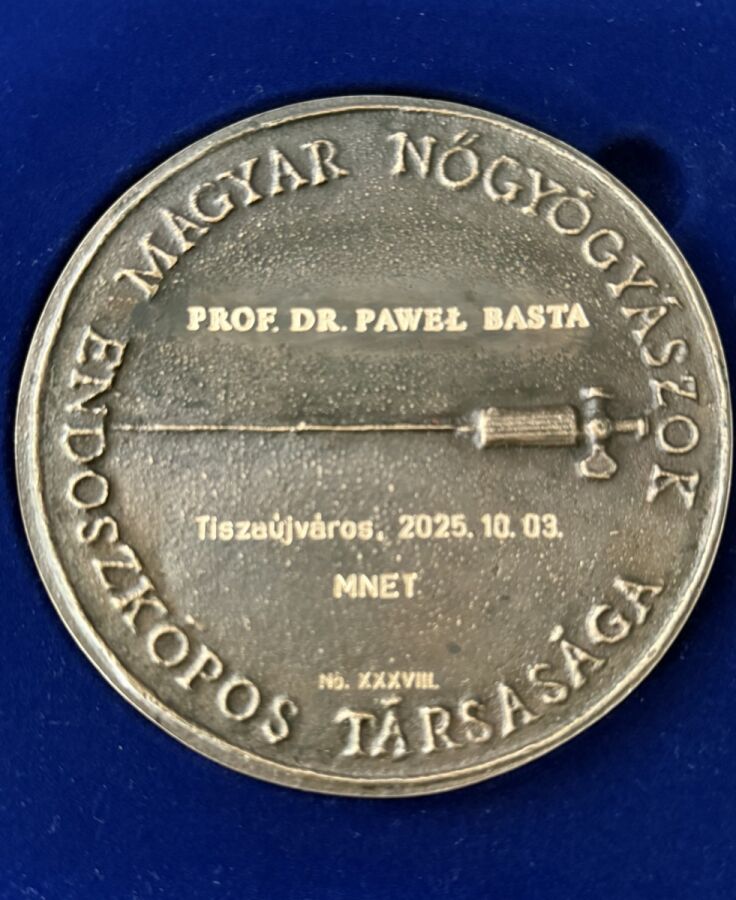 MAGYAR NŐGYÓGYÁSZOK
ENDOSZKÓPOS TÁRSASÁGA
PROF. DR. PAWEŁ BASTA
Tiszaújváros, 2025. 10. 03.
MNET
No. XXXVIII.